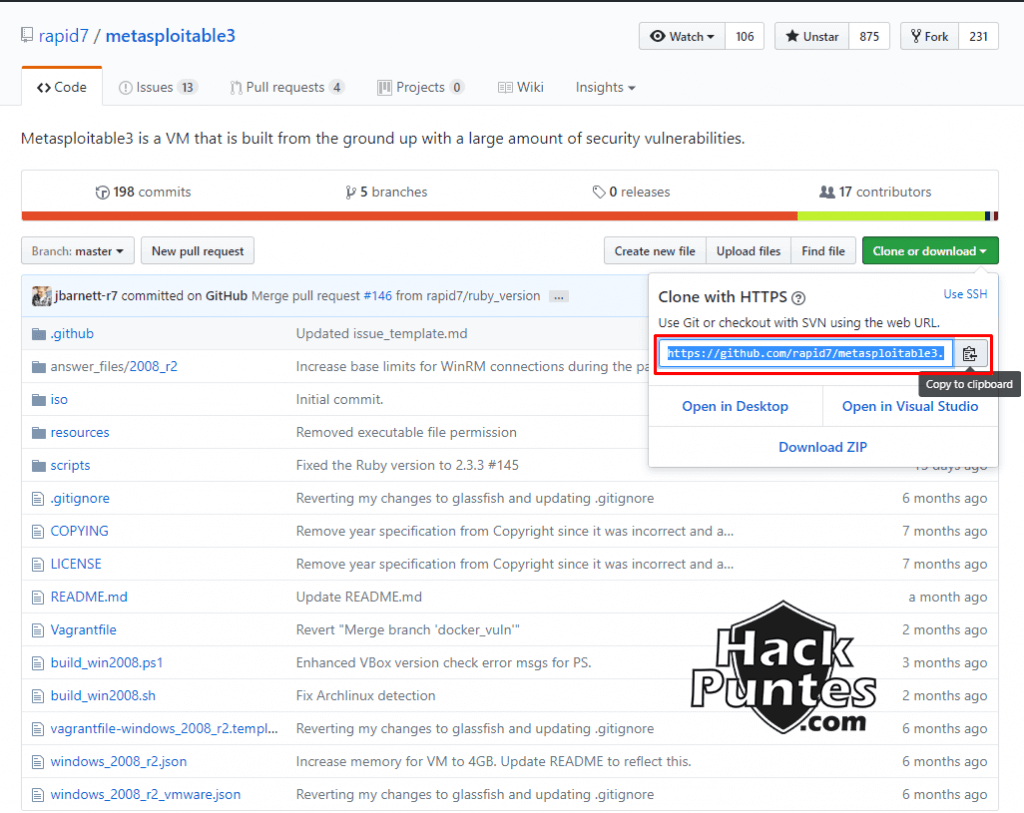 rapid7 / metasploitable3
Watch 106 Unstar 875 Fork 231
Code Issues 13 Pull requests 4 Projects 0 Wiki Insights
Metasploitable3 is a VM that is built from the ground up with a large amount of security vulnerabilities.
198 commits 5 branches 0 releases 17 contributors
Branch: master New pull request Create new file Upload files Find file Clone or download
jbarnett-r7 committed on GitHub Merge pull request #146 from rapid7/ruby_version ...
Clone with HTTPS Use SSH
Use Git or checkout with SVN using the web URL.
https://github.com/rapid7/metasploitable3.
Copy to clipboard
Open in Desktop Open in Visual Studio
Download ZIP
.github Updated issue_template.md
answer_files/2008_r2 Increase base limits for WinRM connections during the
iso Initial commit.
resources Removed executable file permission
scripts Fixed the Ruby version to 2.3.3 #145 days ago
.gitignore Reverting my changes to glassfish and updating .gitignore 6 months ago
COPYING Remove year specification from Copyright since it was incorrect and a... 7 months ago
LICENSE Remove year specification from Copyright since it was incorrect and a... 7 months ago
README.md Update README.md a month ago
Vagrantfile Revert "Merge branch 'docker_vuln'" 2 months ago
build_win2008.ps1 Enhanced VBox version check error msgs for PS. 3 months ago
build_win2008.sh Fix Archlinux detection 2 months ago
vagrantfile-windows_2008_r2.templ... Reverting my changes to glassfish and updating .gitignore 6 months ago
windows_2008_r2.json Increase memory for VM to 4GB. Update README to reflect this. 6 months ago
windows_2008_r2_vmware.json Reverting my changes to glassfish and updating .gitignore 6 months ago
Hack
Puntes
.com